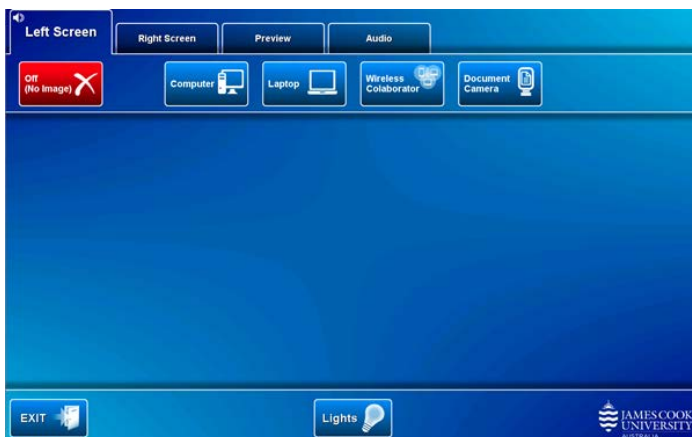 Left Screen
Right Screen
Preview
Audio
Off
(No Image)
Computer
Laptop
Wireless
Colaborator
Document
Camera
EXIT
Lights
JAMES COOK
UNIVERSITY
AUSTRALIA